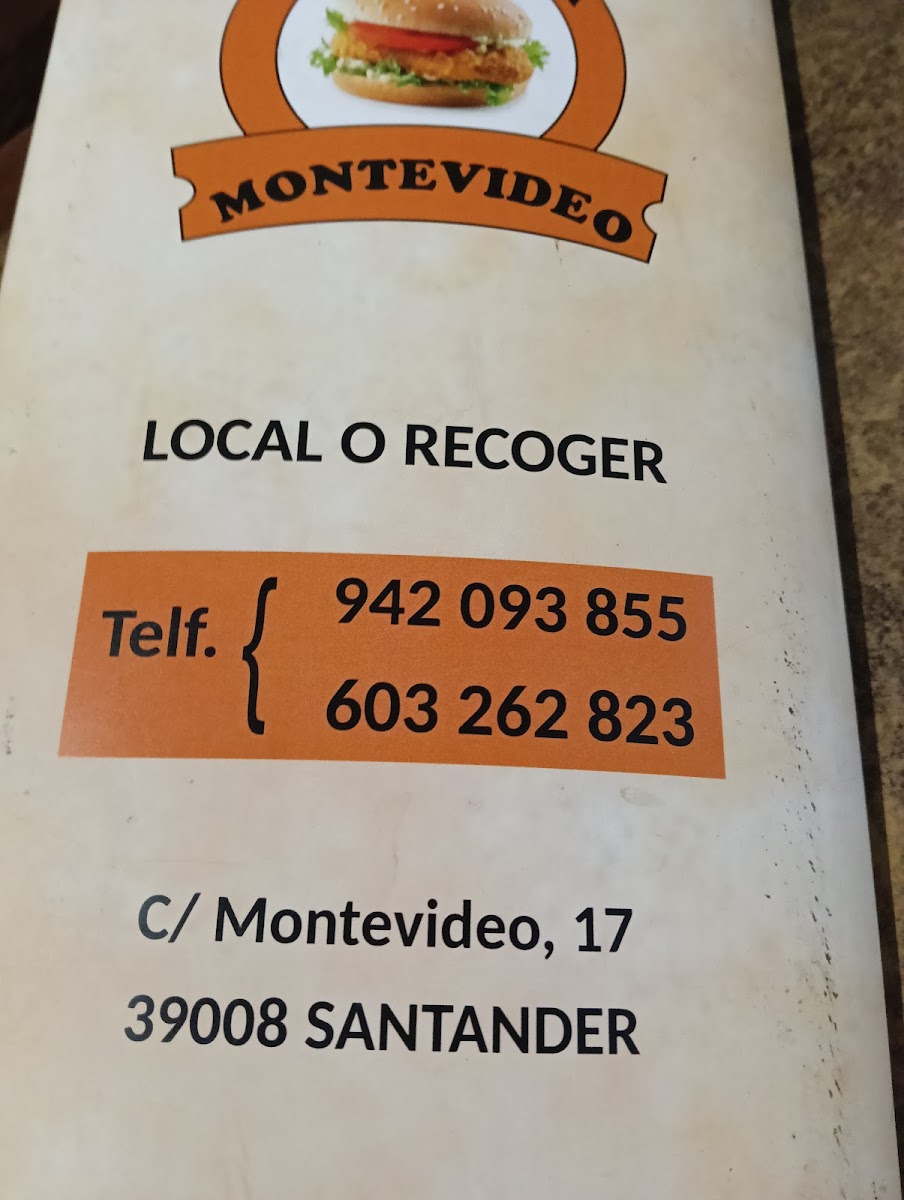 MONTEVIDEO
LOCAL O RECOGER
Telf. { 942 093 855
603 262 823
C/ Montevideo, 17
39008 SANTANDER